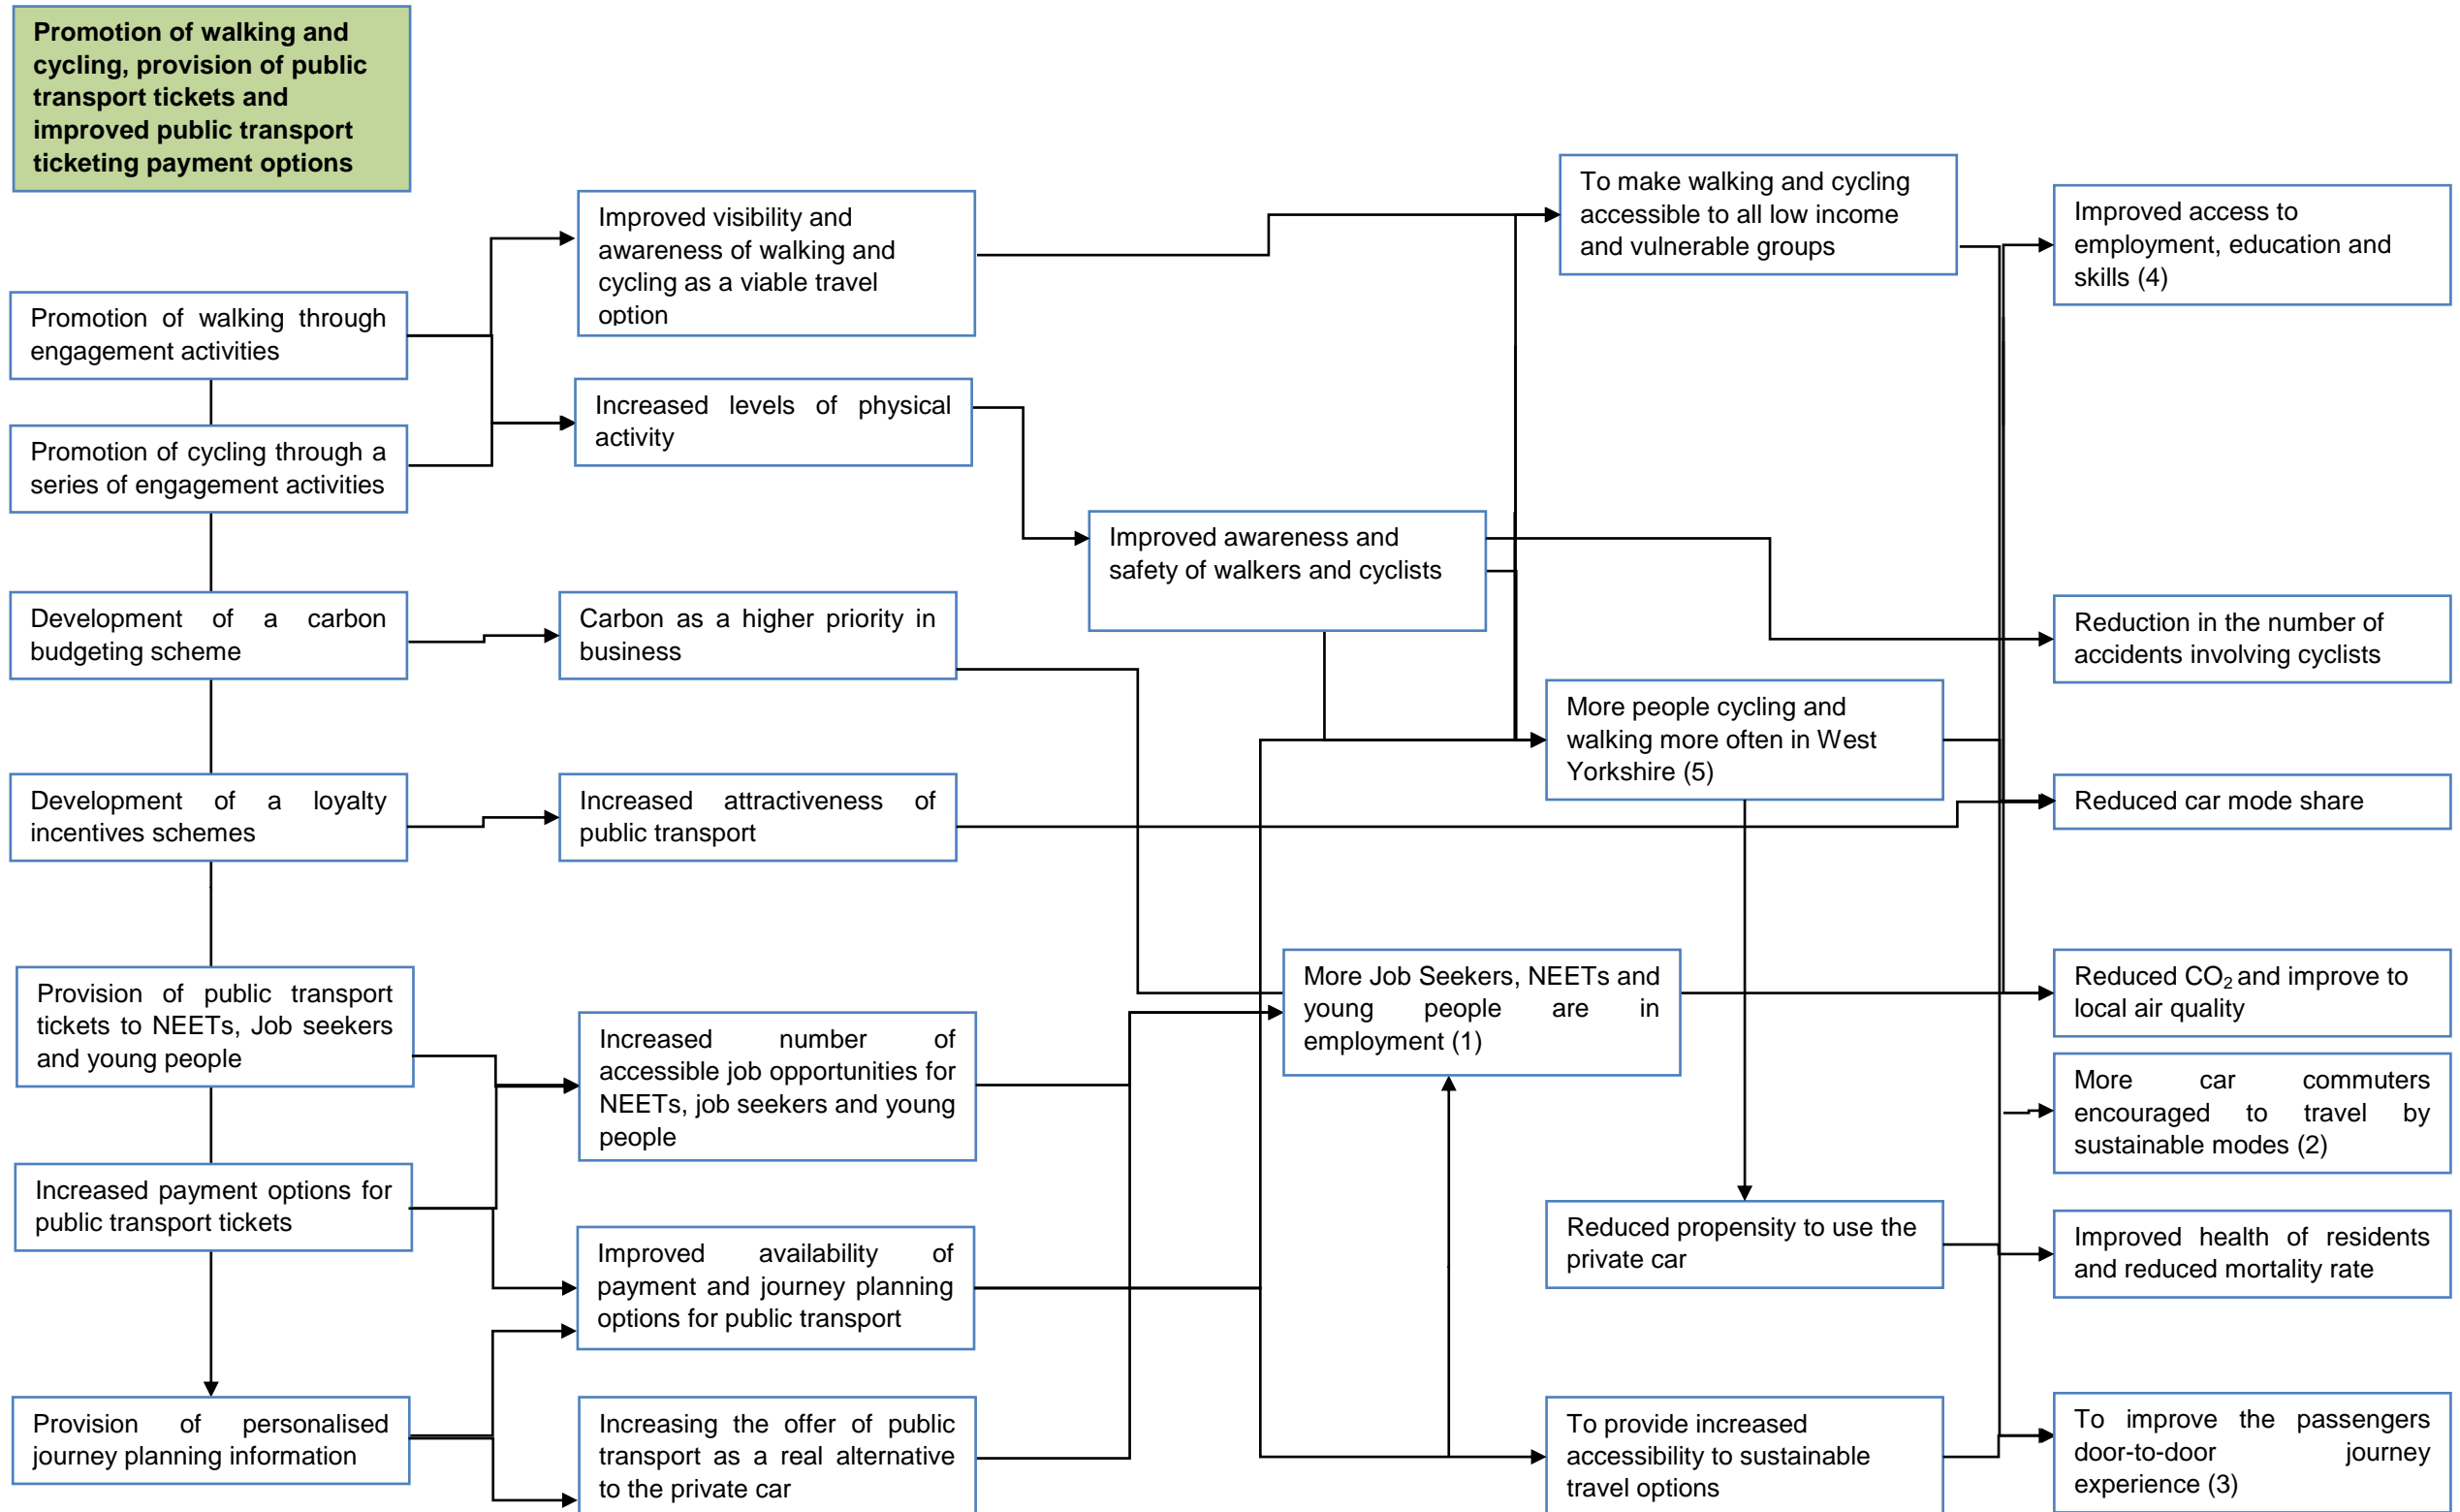 Promotion of walking and
cycling, provision of public
transport tickets and
improved public transport
ticketing payment options
Promotion of walking through
engagement activities
Promotion of cycling through a
series of engagement activities
Development of a carbon
budgeting scheme
Development of a loyalty
incentives schemes
Provision of public transport
tickets to NEETs, Job seekers
and young people
Increased payment options for
public transport tickets
Provision of personalised
journey planning information
Improved visibility and
awareness of walking and
cycling as a viable travel
option
Increased levels of physical
activity
Carbon as a higher priority in
business
Increased attractiveness of
public transport
Increased number of
accessible job opportunities for
NEETs, job seekers and young
people
Improved availability of
payment and journey planning
options for public transport
Increasing the offer of public
transport as a real alternative
to the private car
Improved awareness and
safety of walkers and cyclists
More Job Seekers, NEETs and
young people are in
employment (1)
To make walking and cycling
accessible to all low income
and vulnerable groups
More people cycling and
walking more often in West
Yorkshire (5)
Reduced propensity to use the
private car
To provide increased
accessibility to sustainable
travel options
Improved access to
employment, education and
skills (4)
Reduction in the number of
accidents involving cyclists
Reduced car mode share
Reduced CO₂ and improve to
local air quality
More car commuters
encouraged to travel by
sustainable modes (2)
Improved health of residents
and reduced mortality rate
To improve the passengers
door-to-door journey
experience (3)